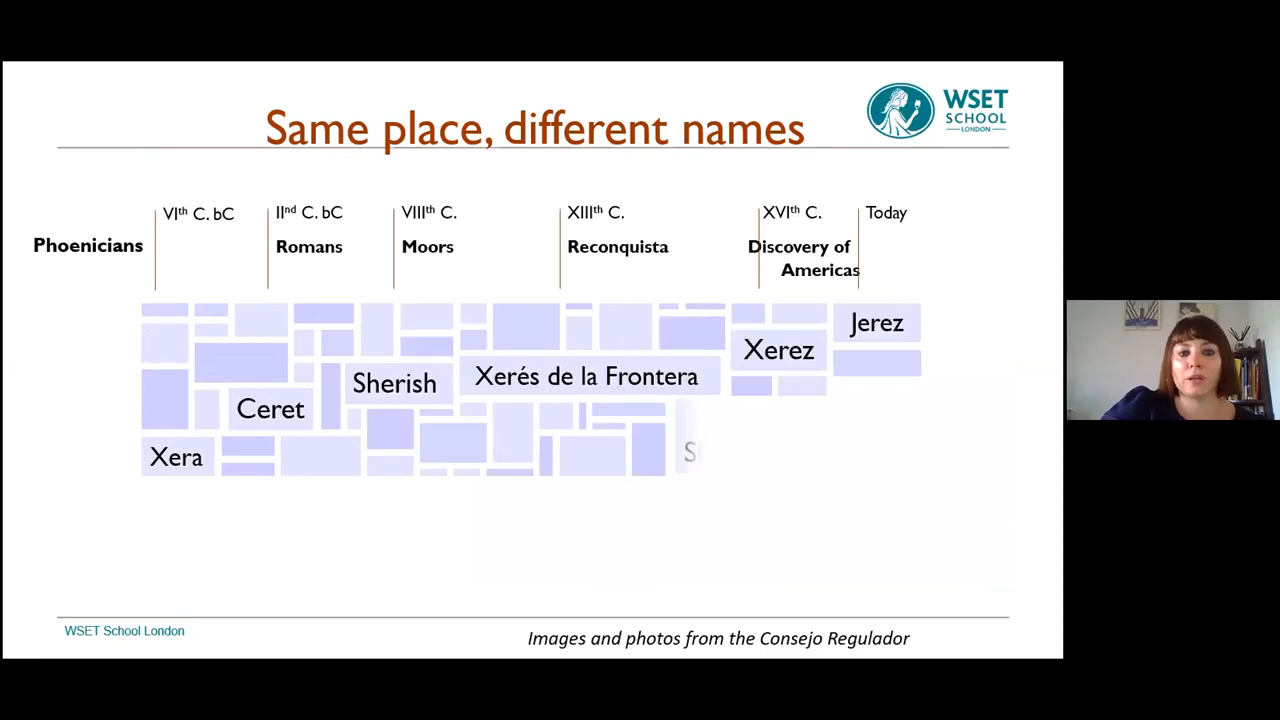 Same place, different names
WSET
SCHOOL
LONDON
VIth C. bC
IInd C. bC
VIIIth C.
XIIIth C.
XVIth C.
Today
Phoenicians
Romans
Moors
Reconquista
Discovery of
Americas
Jerez
Xerez
Xerés de la Frontera
Sherish
Ceret
Xera
WSET School London
Images and photos from the Consejo Regulador